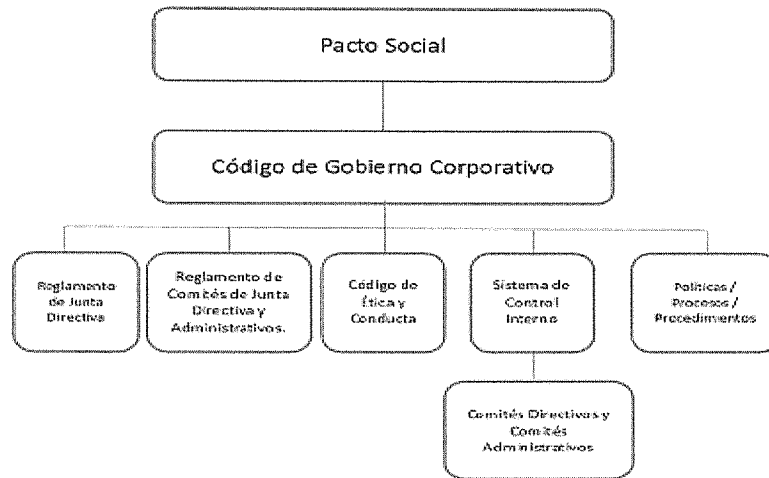 Pacto Social
Código de Gobierno Corporativo
Reglamento
de Junta
Directiva
Reglamento de
Comités de Junta
Directiva y
Administrativos.
Código de
Ética y
Conducta
Sistema de
Control
Interno
Políticas /
Procesos /
Procedimientos
Comités Directivos y
Comités
Administrativos